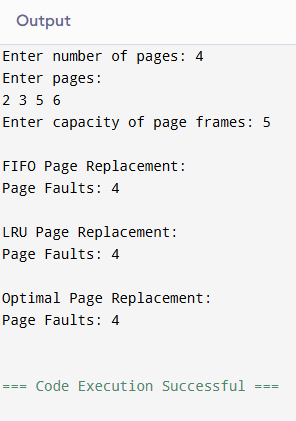 Output
Enter number of pages: 4
Enter pages:
2 3 5 6
Enter capacity of page frames: 5
FIFO Page Replacement:
Page Faults: 4
LRU Page Replacement:
Page Faults: 4
Optimal Page Replacement:
Page Faults: 4
=== Code Execution Successful ===